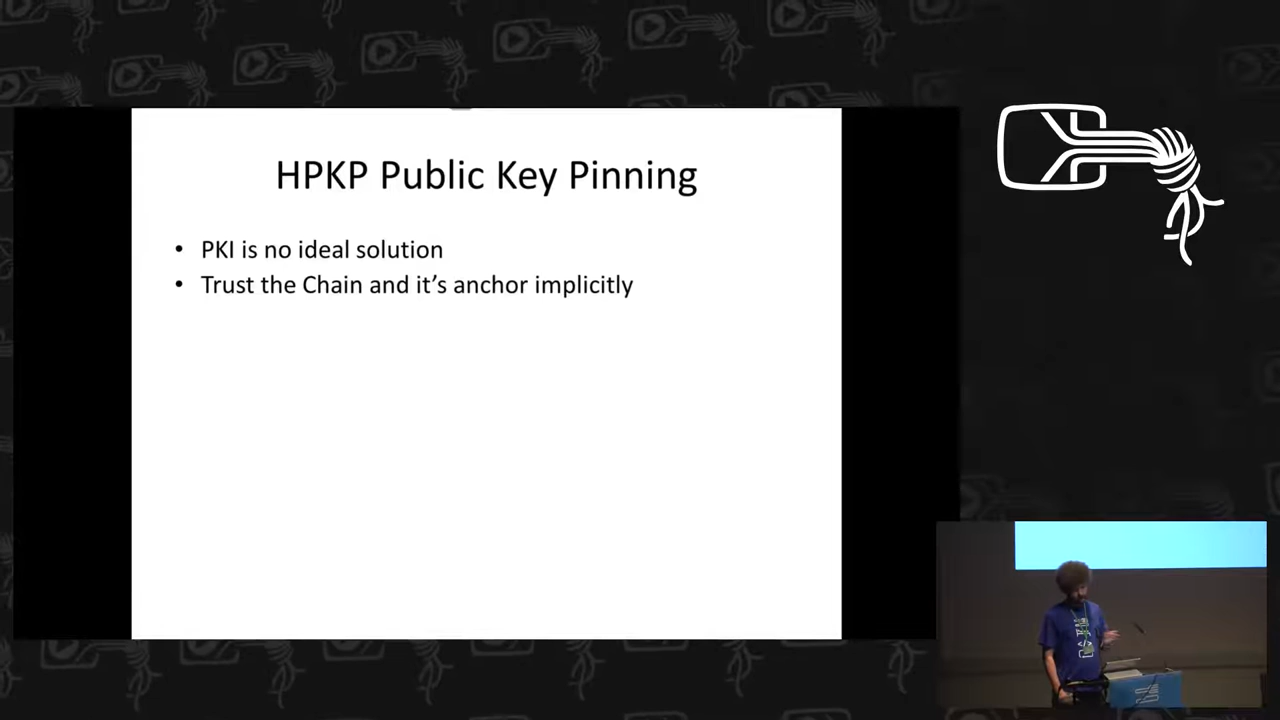 HPKP Public Key Pinning
• PKI is no ideal solution
• Trust the Chain and it's anchor implicitly